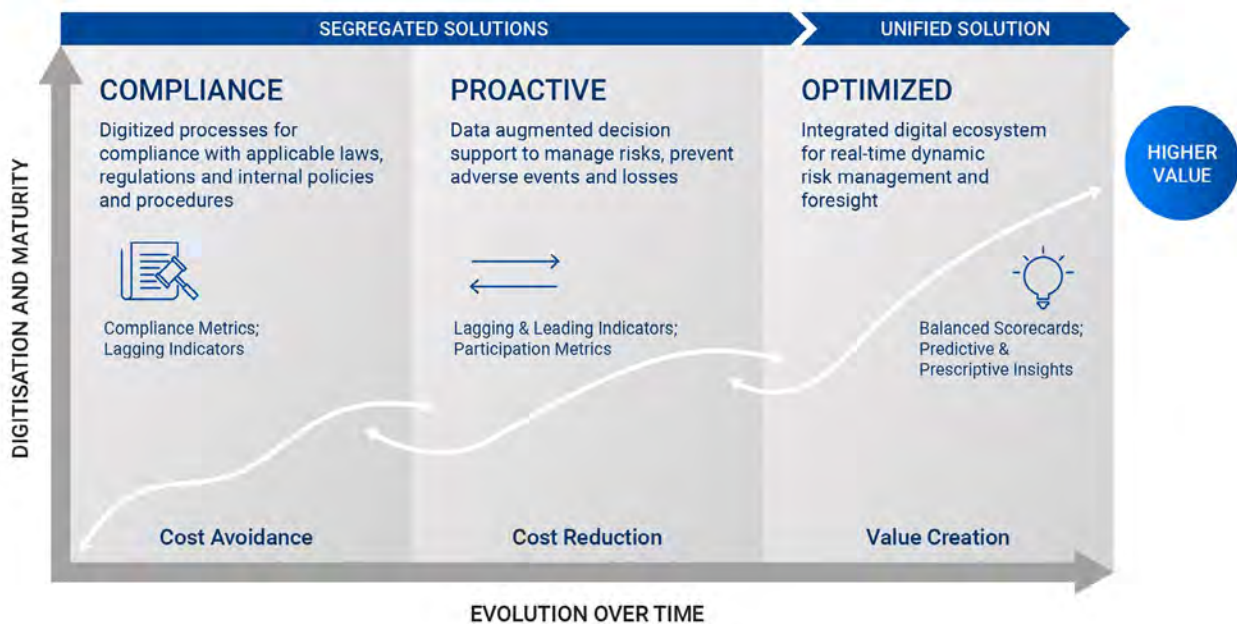 SEGREGATED SOLUTIONS
UNIFIED SOLUTION
COMPLIANCE
Digitized processes for
compliance with applicable laws,
regulations and internal policies
and procedures
Compliance Metrics;
Lagging Indicators
Cost Avoidance
PROACTIVE
Data augmented decision
support to manage risks, prevent
adverse events and losses
Lagging & Leading Indicators;
Participation Metrics
Cost Reduction
OPTIMIZED
Integrated digital ecosystem
for real-time dynamic
risk management and
foresight
Balanced Scorecards;
Predictive &
Prescriptive Insights
Value Creation
HIGHER
VALUE
DIGITISATION AND MATURITY
EVOLUTION OVER TIME